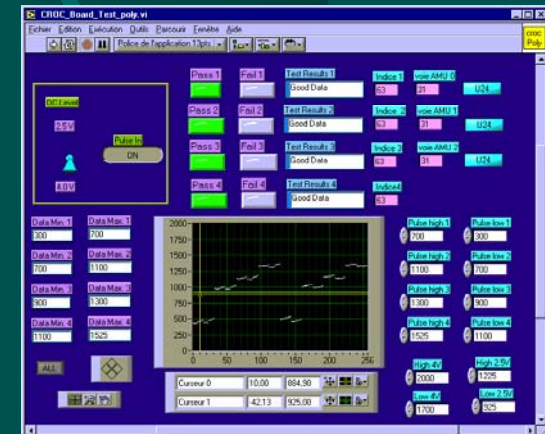 CROC_Board_Test_poly.vi
Fichier Edition Exécution Outils Parcourir Fenêtre Aide
Police de l'application 13pts
croc
Poly
Pass 1 Fail 1 Test Results 1 Indice 1 voie AMU 0
Good Data 63 31 U24
DC Level
Pass 2 Fail 2 Test Results 2 Indice 2 voie AMU 1
2.5V
Good Data 63 31 U24
Pulse In
ON
Pass 3 Fail 3 Test Results 3 Indice 3 voie AMU 2
Good Data 63 31 U24
4.0V
Pass 4 Fail 4 Test Results 4 Indice4
Good Data 63
Data Min. 1 Data Max. 1
300 700
Data Min. 2 Data Max. 2
700 1100
Data Min. 3 Data Max. 3
900 1300
Data Min. 4 Data Max. 4
1100 1525
ALL
2000
1750
1500
1250
1000
750
500
250
0 50 100 150 200 256
Curseur 0 10,00 884,90
Curseur 1 -42,13 925,00
Pulse high 1 Pulse low 1
700 300
Pulse high 2 Pulse low 2
1100 700
Pulse high 3 Pulse low 3
1300 900
Pulse high 4 Pulse low 4
1525 1100
High 4V High 2.5V
2000 1225
Low 4V Low 2.5V
1700 925